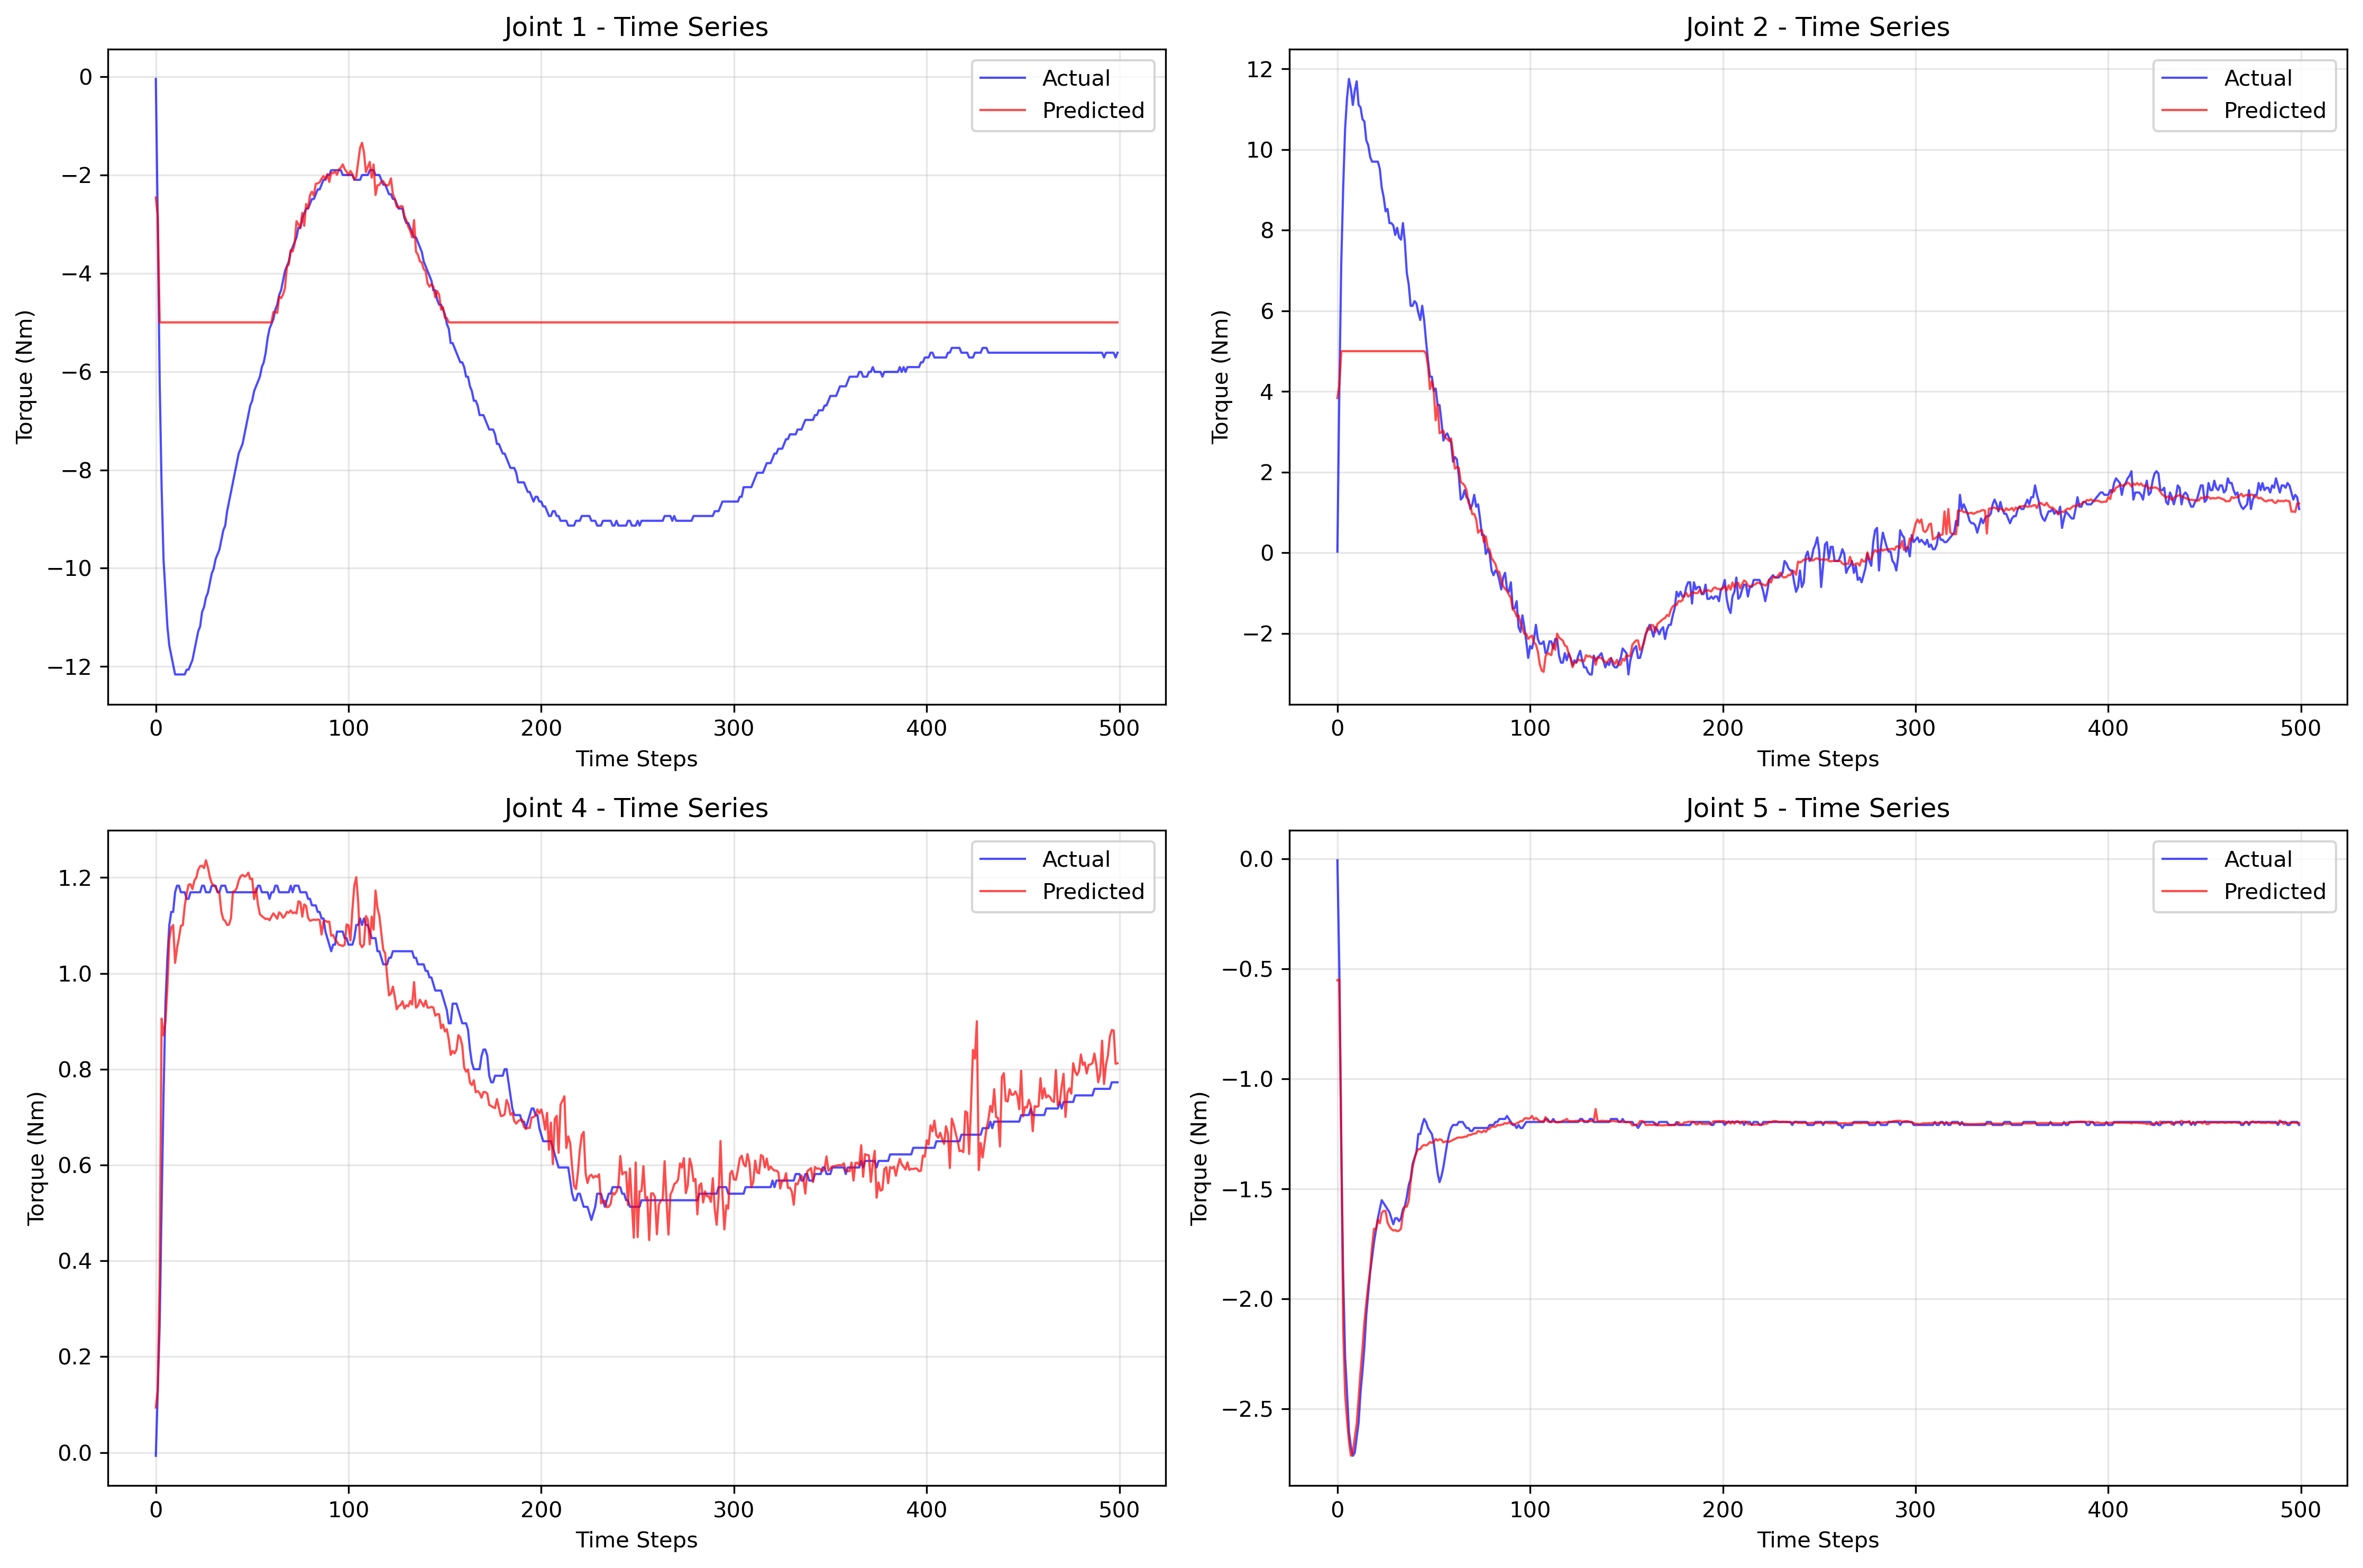 Joint 1 - Time Series
0
−2
−4
−6
−8
−10
−12
Torque (Nm)
Actual
Predicted
0 100 200 300 400 500
Time Steps
Joint 2 - Time Series
12
10
8
6
4
2
0
−2
Torque (Nm)
Actual
Predicted
0 100 200 300 400 500
Time Steps
Joint 4 - Time Series
1.2
1.0
0.8
0.6
0.4
0.2
0.0
Torque (Nm)
Actual
Predicted
0 100 200 300 400 500
Time Steps
Joint 5 - Time Series
0.0
−0.5
−1.0
−1.5
−2.0
−2.5
Torque (Nm)
Actual
Predicted
0 100 200 300 400 500
Time Steps